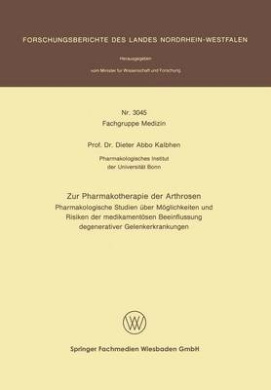 FORSCHUNGSBERICHTE DES LANDES NORDRHEIN-WESTFALEN
Herausgegeben
vom Minister für Wissenschaft und Forschung
Nr. 3045
Fachgruppe Medizin
Prof. Dr. Dieter Abbo Kalbhen
Pharmakologisches Institut
der Universität Bonn
Zur Pharmakotherapie der Arthrosen
Pharmakologische Studien über Möglichkeiten und
Risiken der medikamentösen Beeinflussung
degenerativer Gelenkerkrankungen
Springer Fachmedien Wiesbaden GmbH